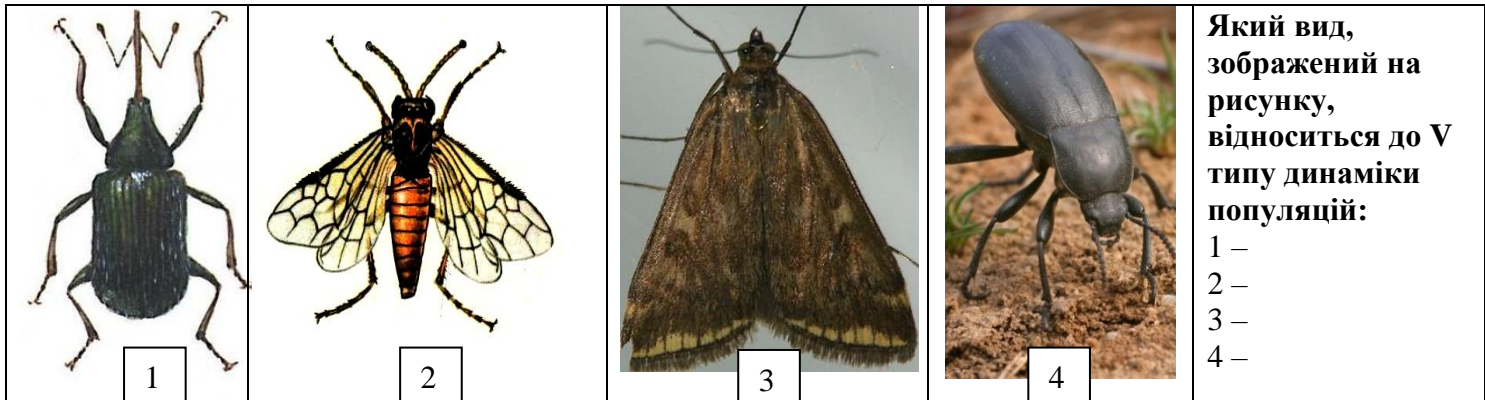 1
2
3
4
Який вид,
зображений на
рисунку,
відноситься до V
типу динаміки
популяцій:
1 –
2 –
3 –
4 –